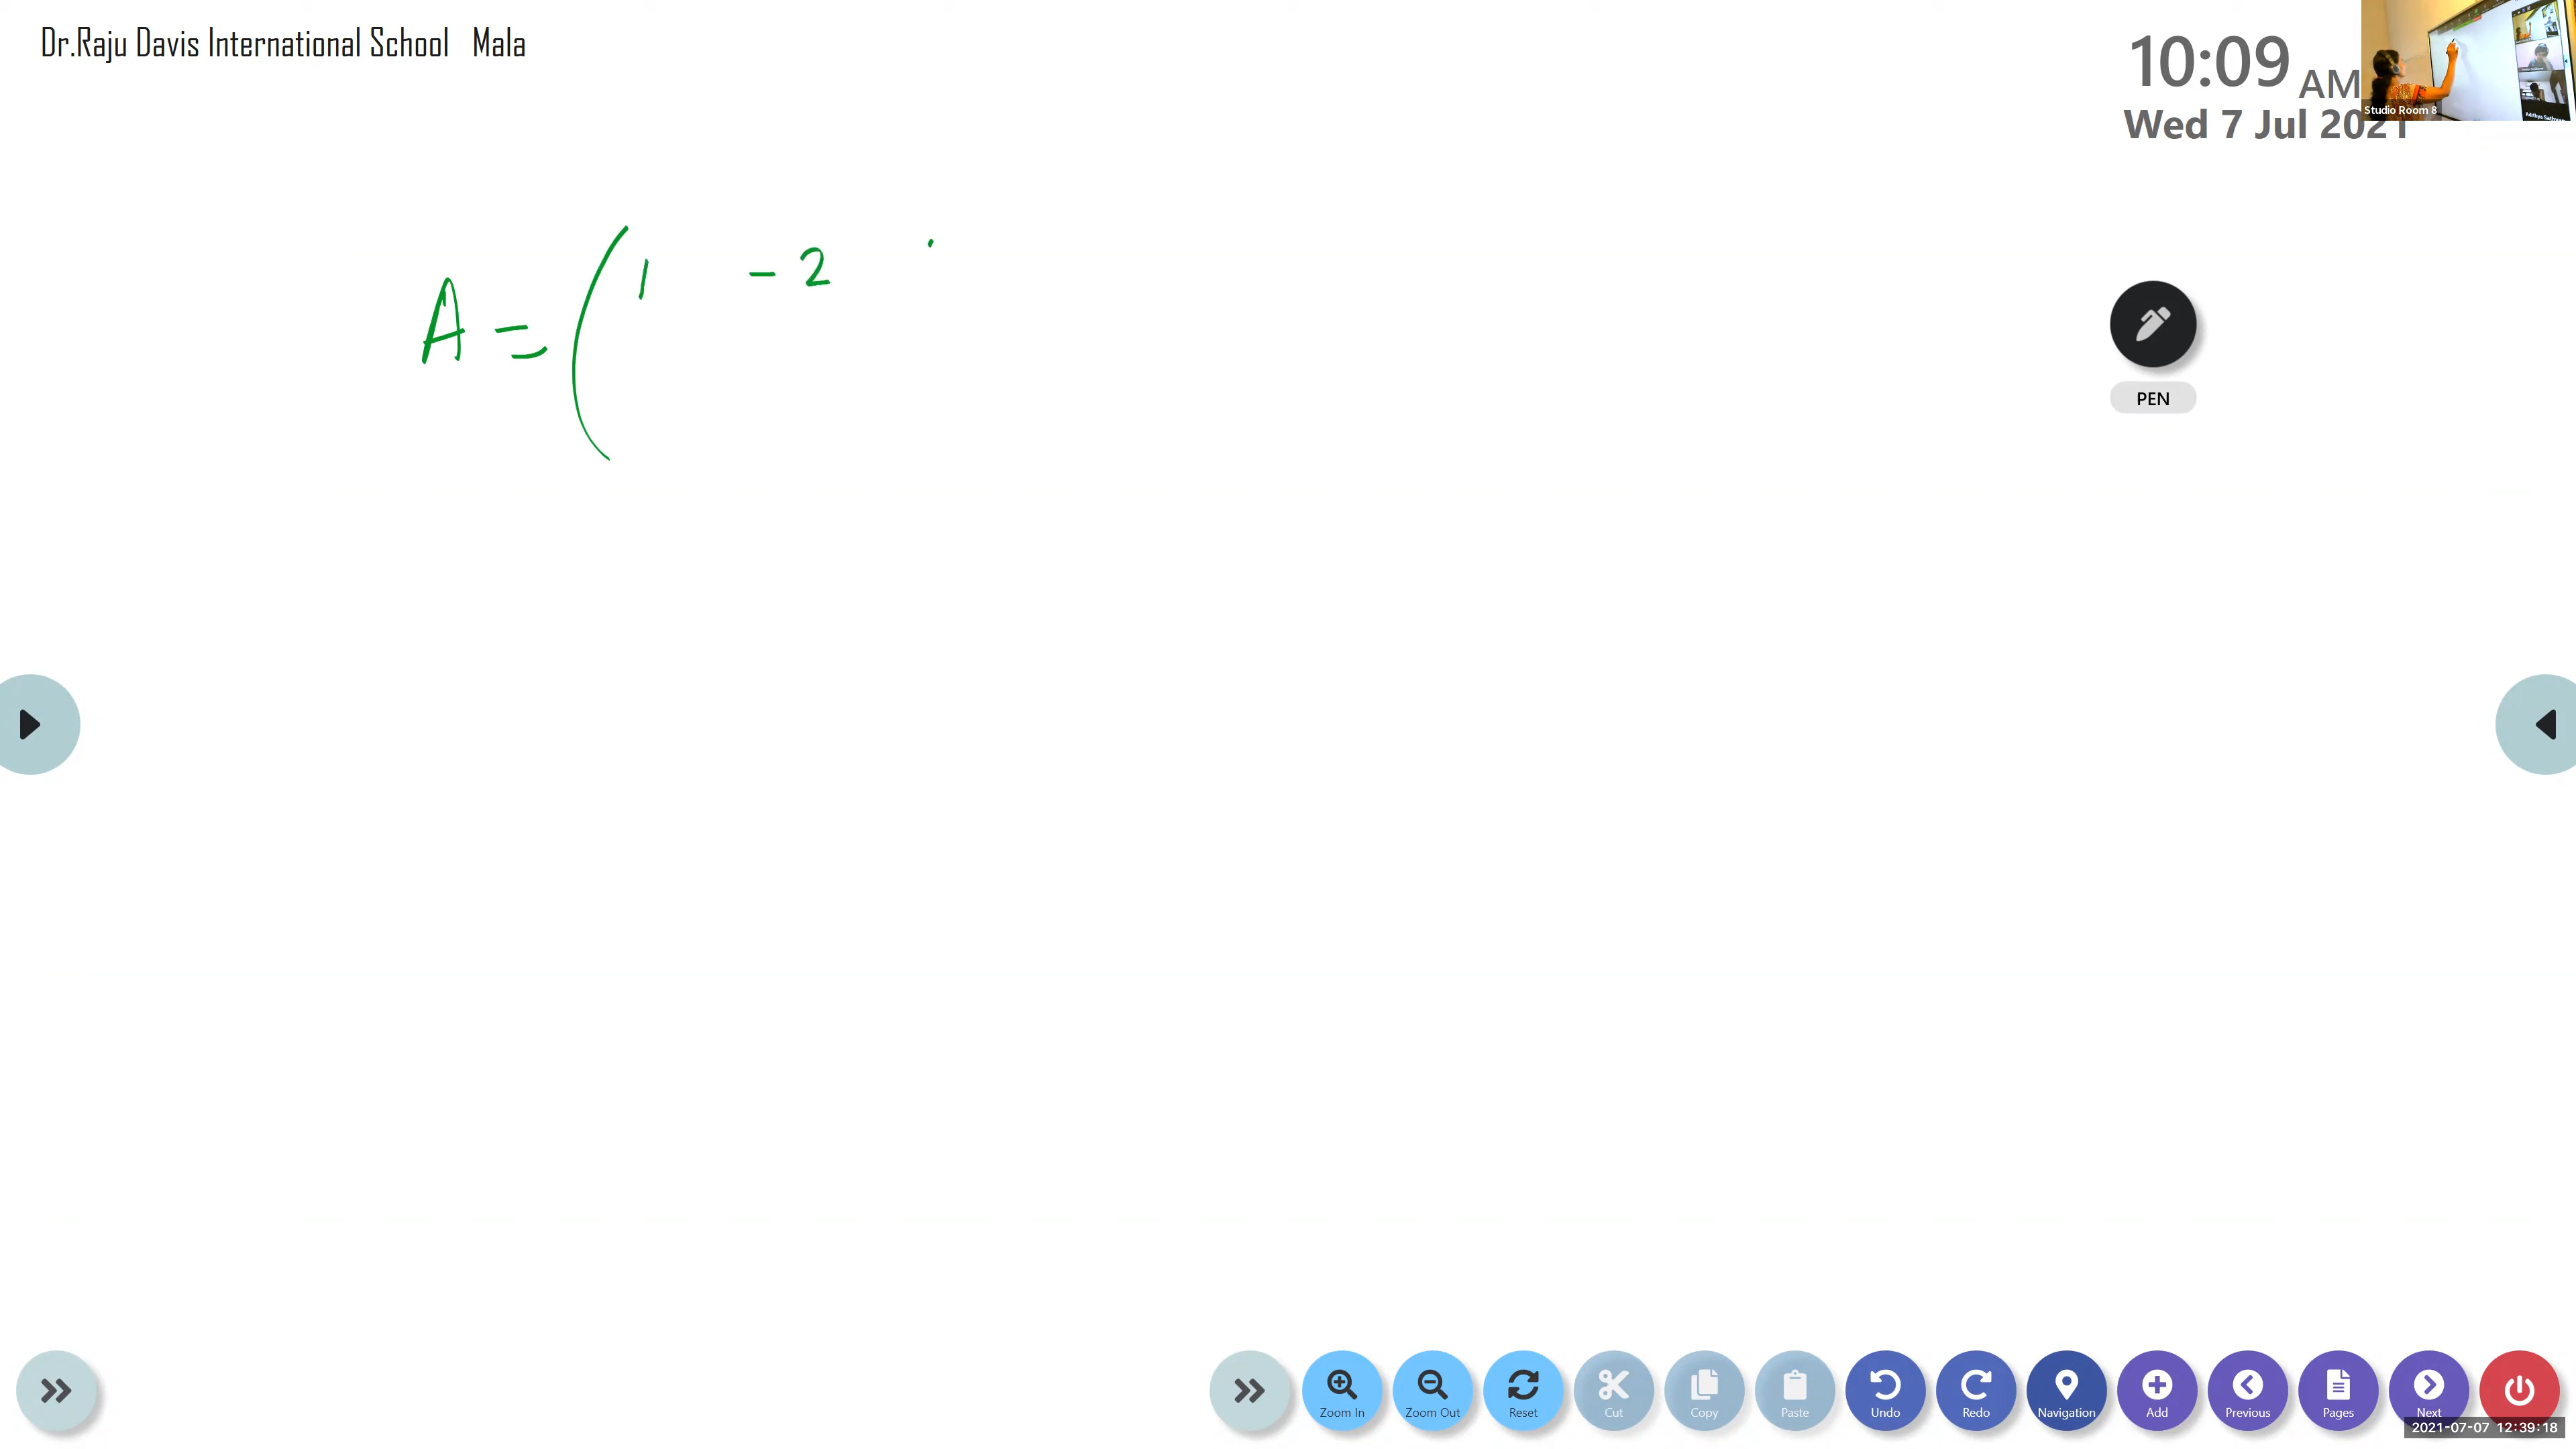 Dr.Raju Davis International School Mala
10:09 AM
Wed 7 Jul 2021
Studio Room 8
A = ( 1 -2
PEN
Zoom In
Zoom Out
Reset
Cut
Copy
Paste
Undo
Redo
Navigation
Add
Previous
Pages
Next
2021-07-07 12:39:18